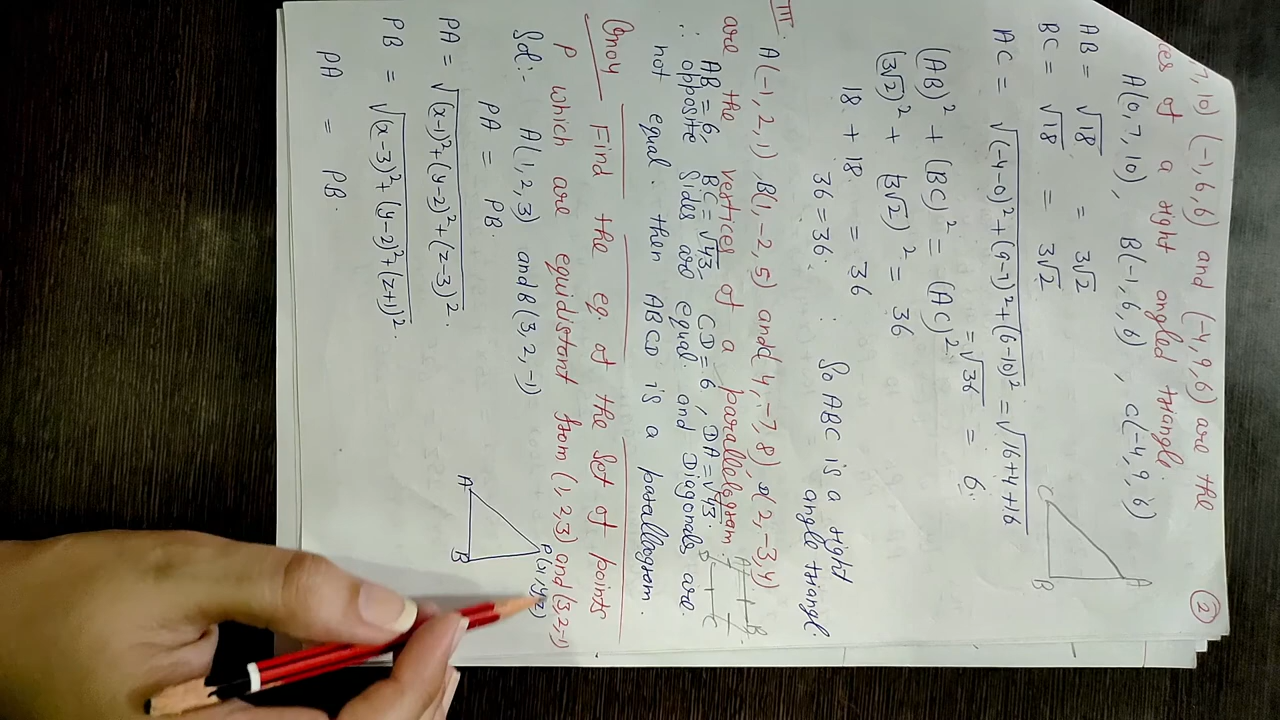 ②
7, 10) (-1, 6, 6) and (-4, 9, 6) are the
ces of a right angled triangle
A(0, 7, 10), B(-1, 6, 6), C(-4, 9, 6)
AB = √18 = 3√2
BC = √18 = 3√2
AC = √(-4-0)²+(9-7)²+(6-10)² = √16+4+16
= √36 = 6.
(AB)² + (BC)² = (AC)²
(3√2)² + (3√2)² = 36
18 + 18 = 36
36 = 36. So ABC is a right
angle triangl
A
B
C
III. A(-1, 2, 1), B(1, -2, 5) and (4, -7, 8), (2, -3, 4)
are the vertices of a parallelogram.
AB = 6, BC = √43 CD = 6, DA = √43.
∴ opposite sides are equal. and Diagonals are
not equal. then ABCD is a parallagram.
Find the eq. of the set of points
P which are equidistant from (1, 2, 3) and (3, 2, -1)
Sol:- A(1, 2, 3) and B(3, 2, -1)
PA = PB.
P(x, y, z)
A
B
PA = √(x-1)²+(y-2)²+(z-3)².
PB = √(x-3)²+(y-2)²+(z+1)².
PA = PB.